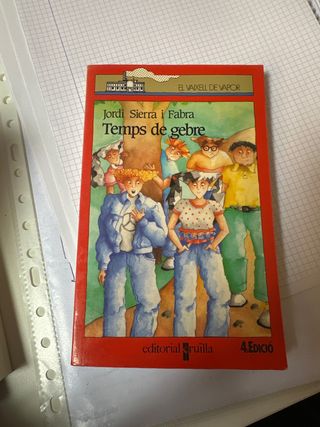 EL VAIXELL DE VAPOR
Jordi Sierra i Fabra
Temps de gebre
editorial cruïlla
4.EDICIÓ